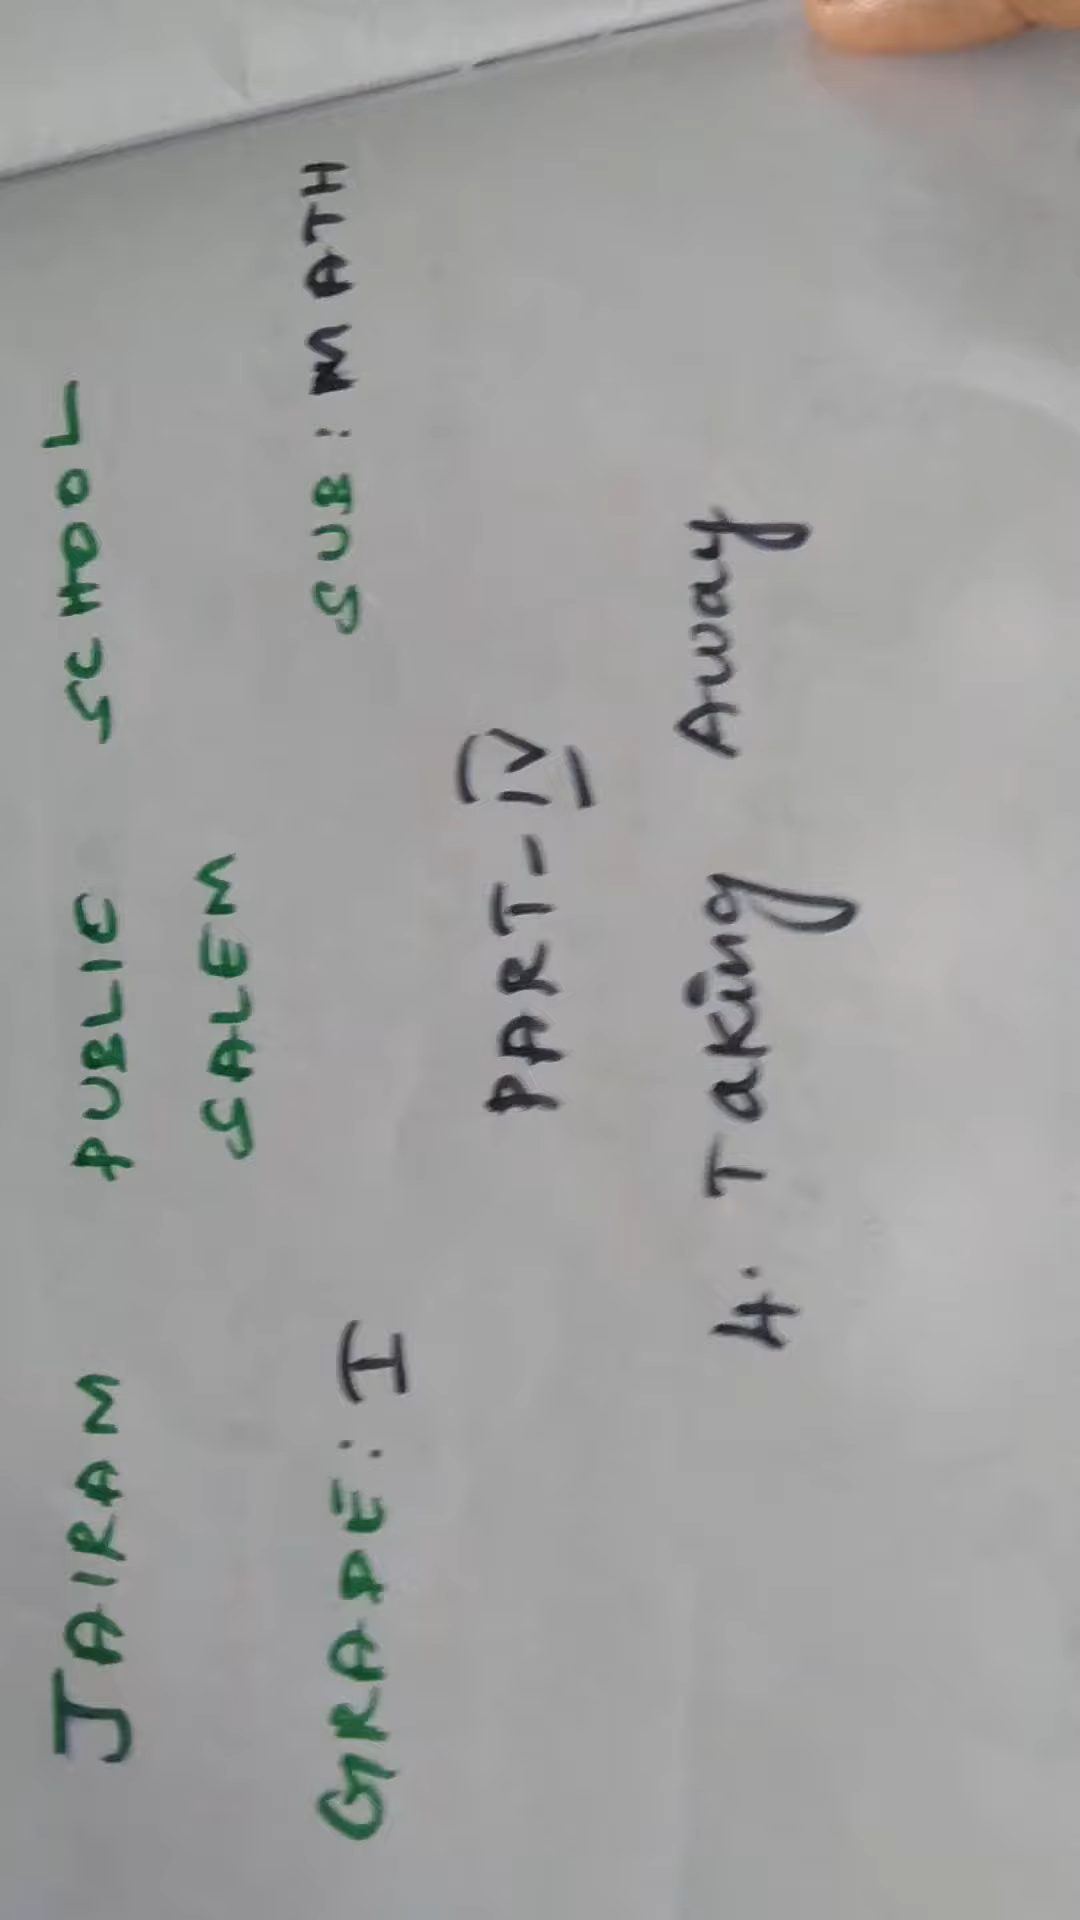 JAIRAM PUBLIC SCHOOL
SALEM
GRADE: I SUB: MATH
PART-IV
4. Taking Away